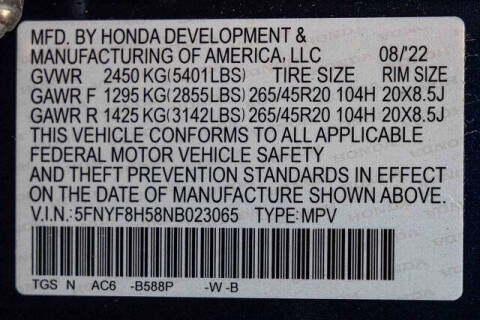 MFD. BY HONDA DEVELOPMENT &
MANUFACTURING OF AMERICA, LLC 08/'22
GVWR 2450 KG(5401LBS) TIRE SIZE RIM SIZE
GAWR F 1295 KG(2855LBS) 265/45R20 104H 20X8.5J
GAWR R 1425 KG(3142LBS) 265/45R20 104H 20X8.5J
THIS VEHICLE CONFORMS TO ALL APPLICABLE
FEDERAL MOTOR VEHICLE SAFETY
AND THEFT PREVENTION STANDARDS IN EFFECT
ON THE DATE OF MANUFACTURE SHOWN ABOVE.
V.I.N.:5FNYF8H58NB023065 TYPE:MPV
TGS N AC6 -B588P -W -B